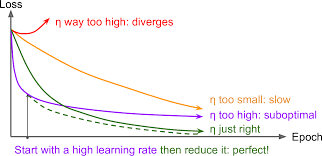 Loss
η way too high: diverges
η too small: slow
η too high: suboptimal
η just right
Epoch
Start with a high learning rate then reduce it: perfect!